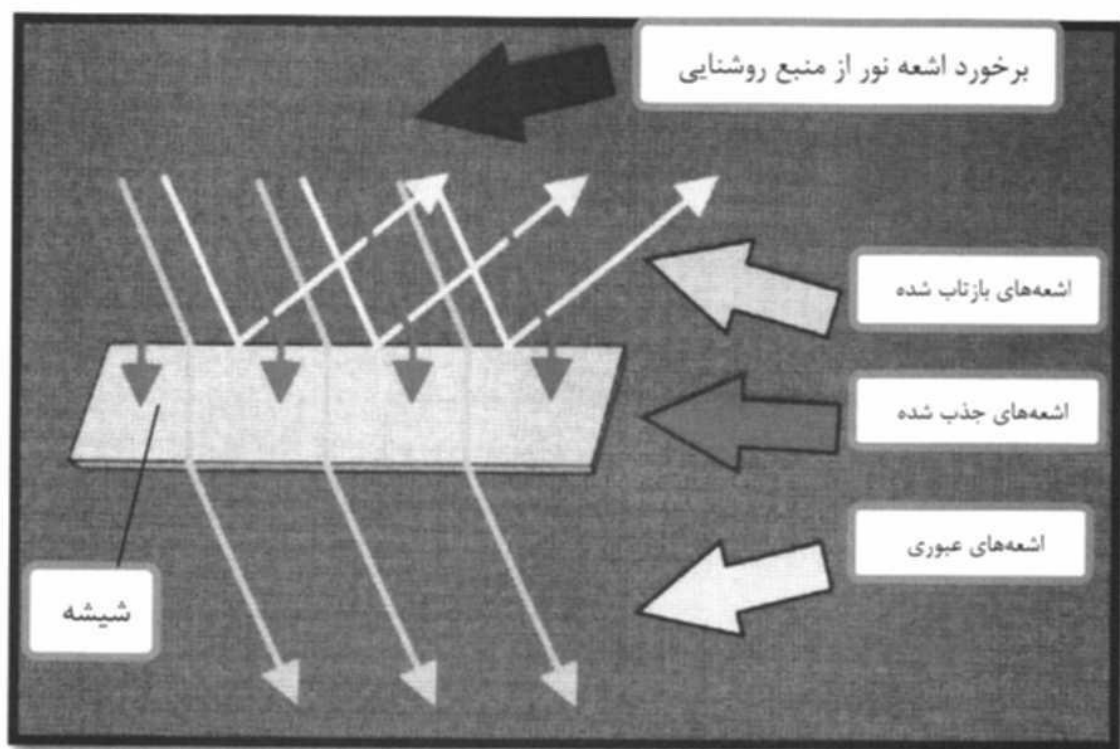 برخورد اشعه نور از منبع روشنایی
اشعه‌های بازتاب شده
اشعه‌های جذب شده
اشعه‌های عبوری
شیشه